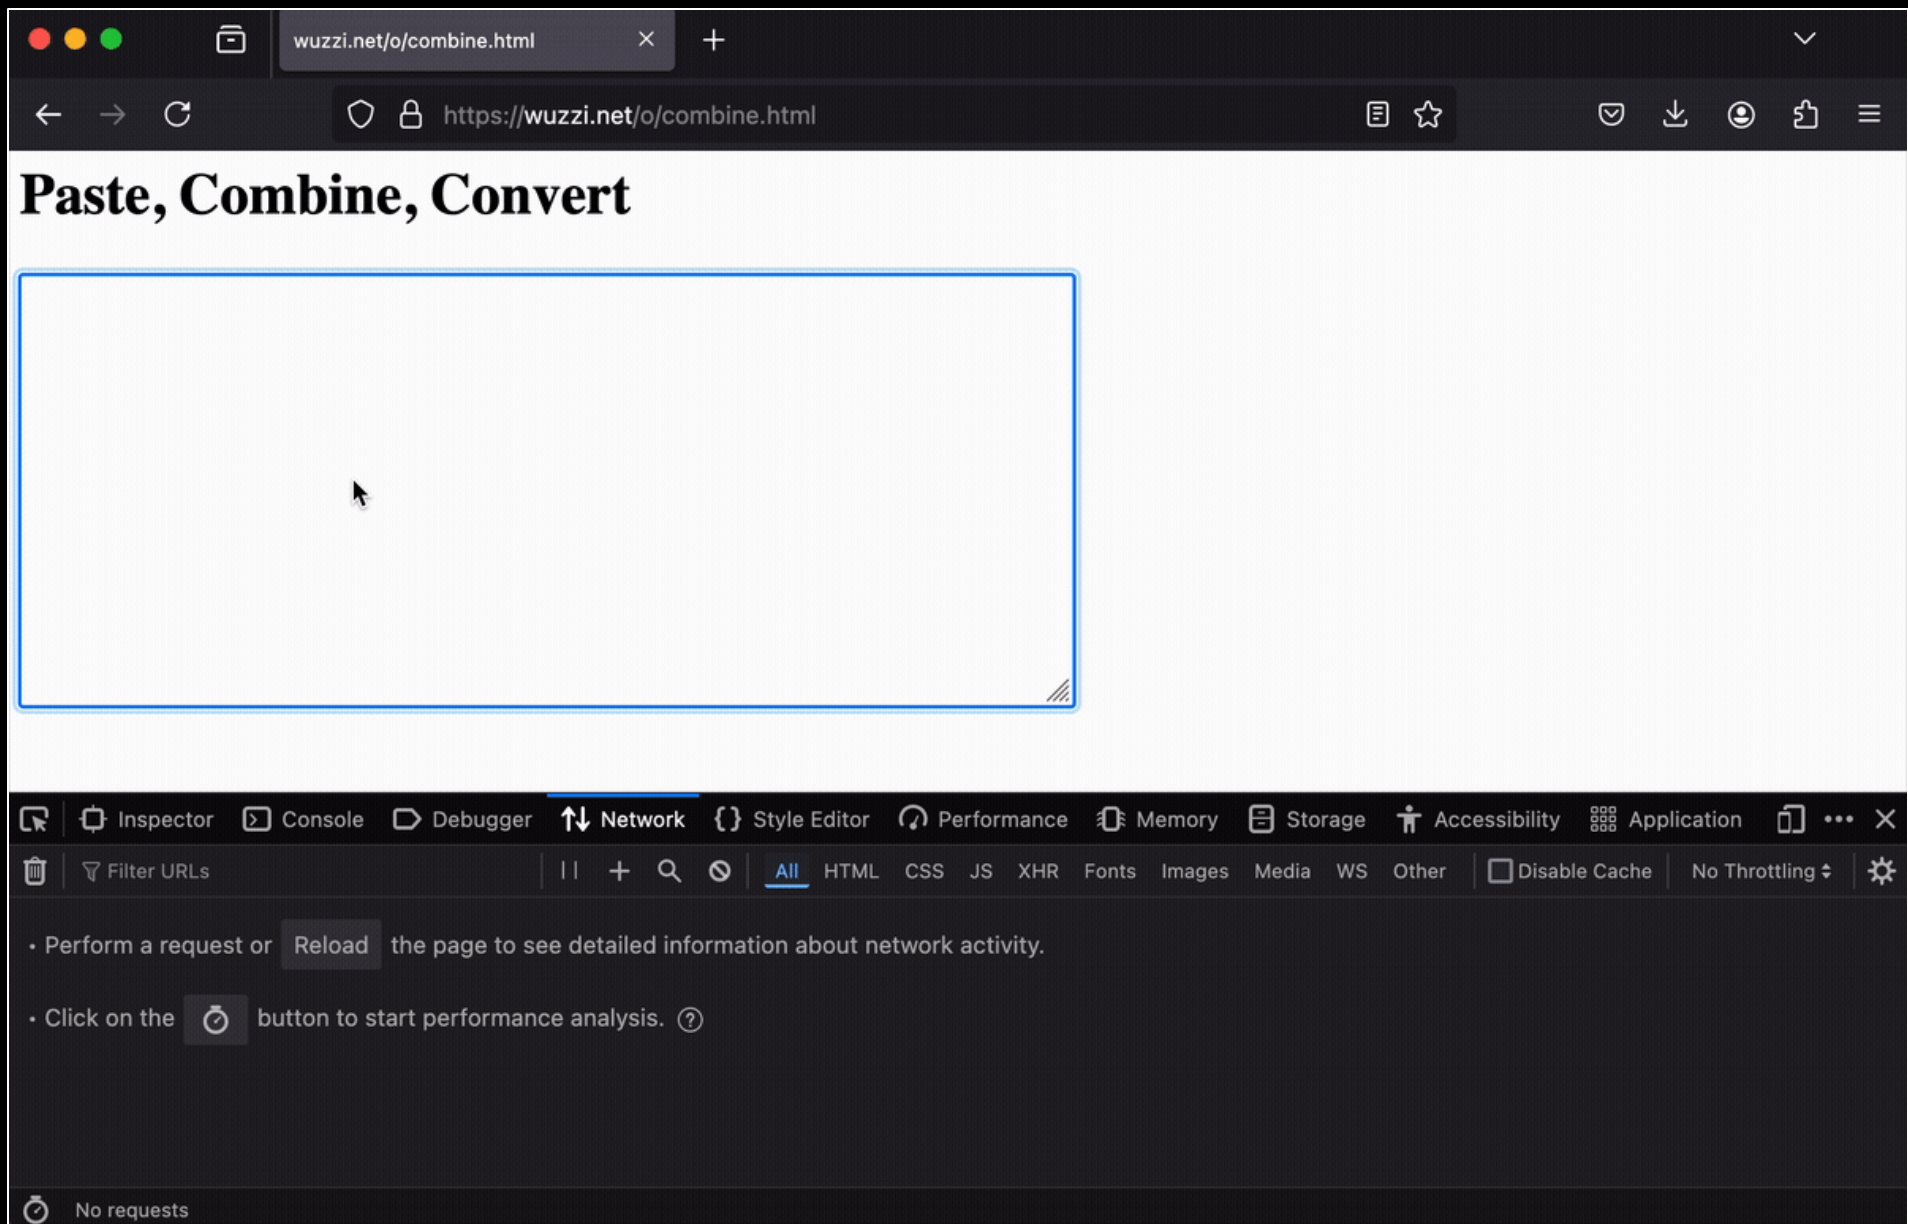 wuzzi.net/o/combine.html
https://wuzzi.net/o/combine.html
Paste, Combine, Convert
Inspector Console Debugger Network Style Editor Performance Memory Storage Accessibility Application
Filter URLs All HTML CSS JS XHR Fonts Images Media WS Other Disable Cache No Throttling
• Perform a request or Reload the page to see detailed information about network activity.
• Click on the button to start performance analysis. ?
No requests